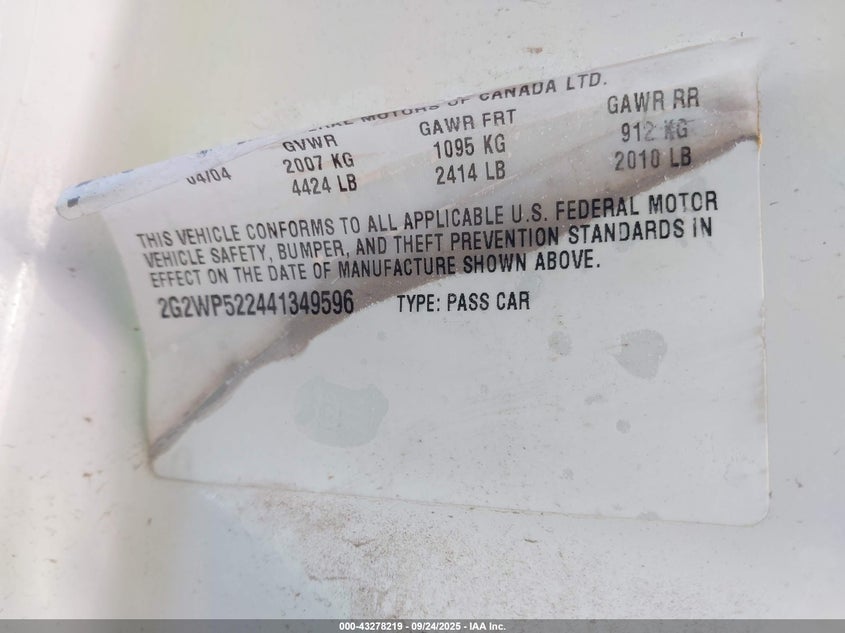 MOTORS OF CANADA LTD.
04/04 GVWR GAWR FRT GAWR RR
2007 KG 1095 KG 912 KG
4424 LB 2414 LB 2010 LB
THIS VEHICLE CONFORMS TO ALL APPLICABLE U.S. FEDERAL MOTOR
VEHICLE SAFETY, BUMPER, AND THEFT PREVENTION STANDARDS IN
EFFECT ON THE DATE OF MANUFACTURE SHOWN ABOVE.
2G2WP522441349596 TYPE: PASS CAR
000-43278219 - 09/24/2025 - IAA Inc.